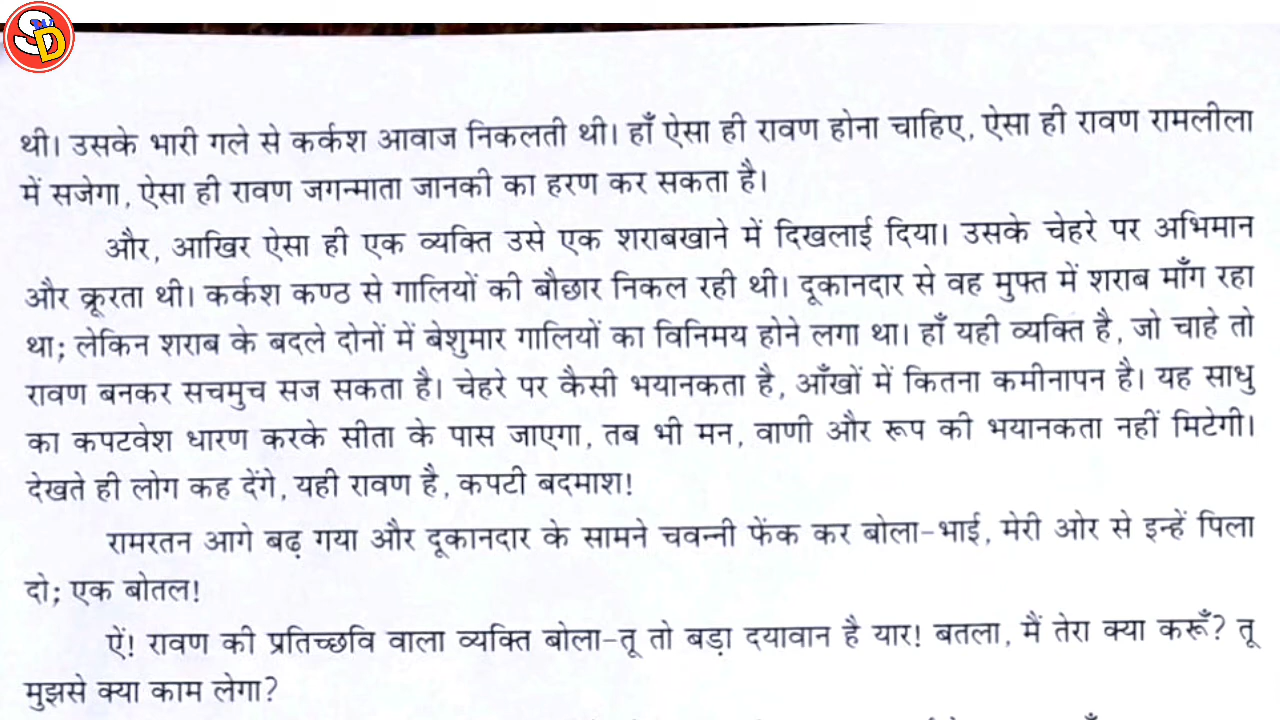 SD
थी। उसके भारी गले से कर्कश आवाज निकलती थी। हाँ ऐसा ही रावण होना चाहिए, ऐसा ही रावण रामलीला
में सजेगा, ऐसा ही रावण जगन्माता जानकी का हरण कर सकता है।
और, आखिर ऐसा ही एक व्यक्ति उसे एक शराबखाने में दिखलाई दिया। उसके चेहरे पर अभिमान
और क्रूरता थी। कर्कश कण्ठ से गालियों की बौछार निकल रही थी। दूकानदार से वह मुफ्त में शराब माँग रहा
था; लेकिन शराब के बदले दोनों में बेशुमार गालियों का विनिमय होने लगा था। हाँ यही व्यक्ति है, जो चाहे तो
रावण बनकर सचमुच सज सकता है। चेहरे पर कैसी भयानकता है, आँखों में कितना कमीनापन है। यह साधु
का कपटवेश धारण करके सीता के पास जाएगा, तब भी मन, वाणी और रूप की भयानकता नहीं मिटेगी।
देखते ही लोग कह देंगे, यही रावण है, कपटी बदमाश!
रामरतन आगे बढ़ गया और दूकानदार के सामने चवन्नी फेंक कर बोला-भाई, मेरी ओर से इन्हें पिला
दो; एक बोतल!
ऐं! रावण की प्रतिच्छवि वाला व्यक्ति बोला-तू तो बड़ा दयावान है यार! बतला, मैं तेरा क्या करूँ? तू
मुझसे क्या काम लेगा?